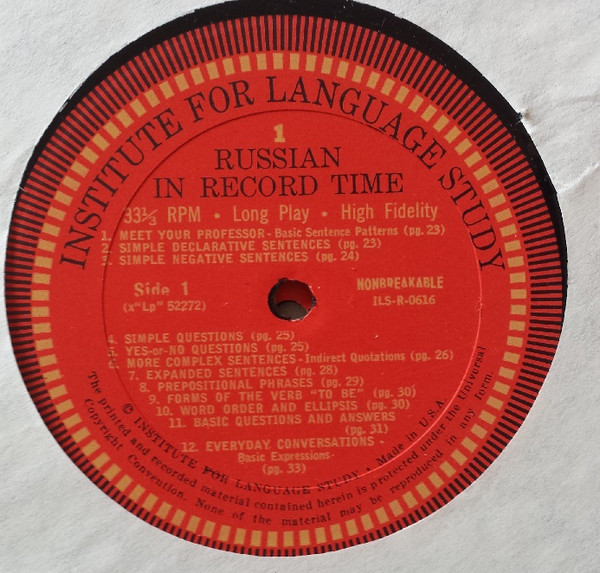 INSTITUTE FOR LANGUAGE STUDY
1
RUSSIAN
IN RECORD TIME
33⅓ RPM • Long Play • High Fidelity
1. MEET YOUR PROFESSOR - Basic Sentence Patterns (pg. 23)
2. SIMPLE DECLARATIVE SENTENCES (pg. 23)
3. SIMPLE NEGATIVE SENTENCES (pg. 24)
Side 1
(x"Lp" 52272)
NONBREAKABLE
ILS-R-0616
4. SIMPLE QUESTIONS (pg. 25)
5. YES-or-NO QUESTIONS (pg. 25)
6. MORE COMPLEX SENTENCES - Indirect Quotations (pg. 26)
7. EXPANDED SENTENCES (pg. 28)
8. PREPOSITIONAL PHRASES (pg. 29)
9. FORMS OF THE VERB "TO BE" (pg. 30)
10. WORD ORDER AND ELLIPSIS (pg. 30)
11. BASIC QUESTIONS AND ANSWERS
(pg. 31)
12. EVERYDAY CONVERSATIONS -
Basic Expressions-
(pg. 33)
© INSTITUTE FOR LANGUAGE STUDY • Made in U.S.A.
The printed and recorded material contained herein is protected under the Universal
Copyright Convention. None of the material may be reproduced in any form.